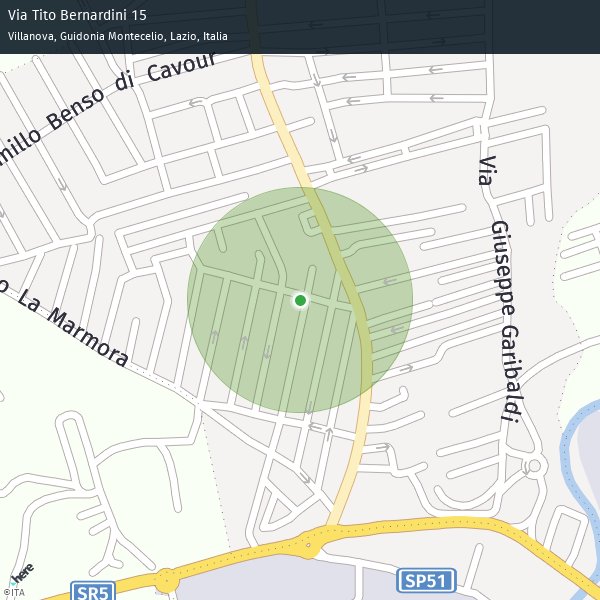 Via Tito Bernardini 15
Villanova, Guidonia Montecelio, Lazio, Italia
millo Benso di Cavour
Via Giuseppe Garibaldi
o La Marmora
SP51
SR5
here
©ITA